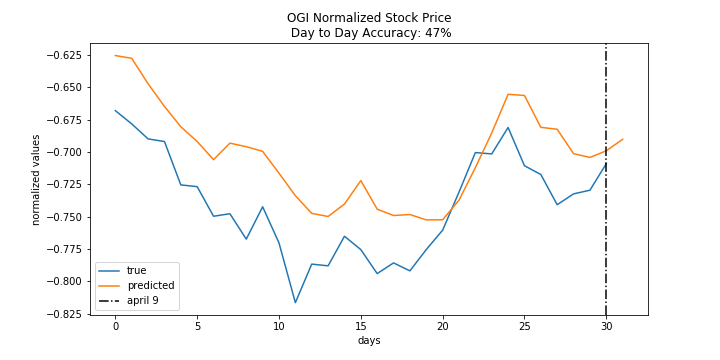 OGI Normalized Stock Price
Day to Day Accuracy: 47%
normalized values
−0.625
−0.650
−0.675
−0.700
−0.725
−0.750
−0.775
−0.800
−0.825
true
predicted
april 9
0 5 10 15 20 25 30
days